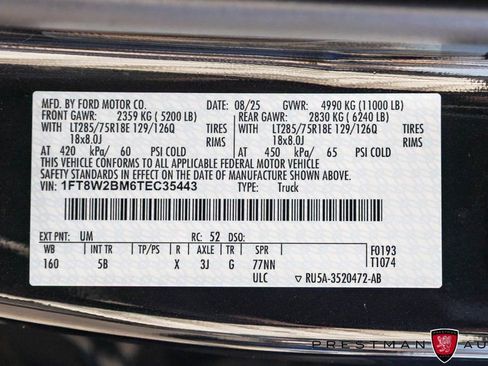 MFD. BY FORD MOTOR CO. DATE: 08/25 GVWR: 4990 KG (11000 LB)
FRONT GAWR: 2359 KG ( 5200 LB) REAR GAWR: 2830 KG ( 6240 LB)
WITH LT285/75R18E 129/126Q TIRES WITH LT285/75R18E 129/126Q TIRES
18x8.0J RIMS 18x8.0J RIMS
AT 420 kPa/ 60 PSI COLD AT 450 kPa/ 65 PSI COLD
THIS VEHICLE CONFORMS TO ALL APPLICABLE FEDERAL MOTOR VEHICLE
SAFETY STANDARDS IN EFFECT ON THE DATE OF MANUFACTURE SHOWN ABOVE.
VIN: 1FT8W2BM6TEC35443 TYPE: Truck
EXT PNT: UM RC: 52 DSO:
WB INT TR TP/PS R AXLE TR SPR F0193
160 5B X 3J G 77NN T1074
ULC ▽ RU5A-3520472-AB
PRESTMAN AU